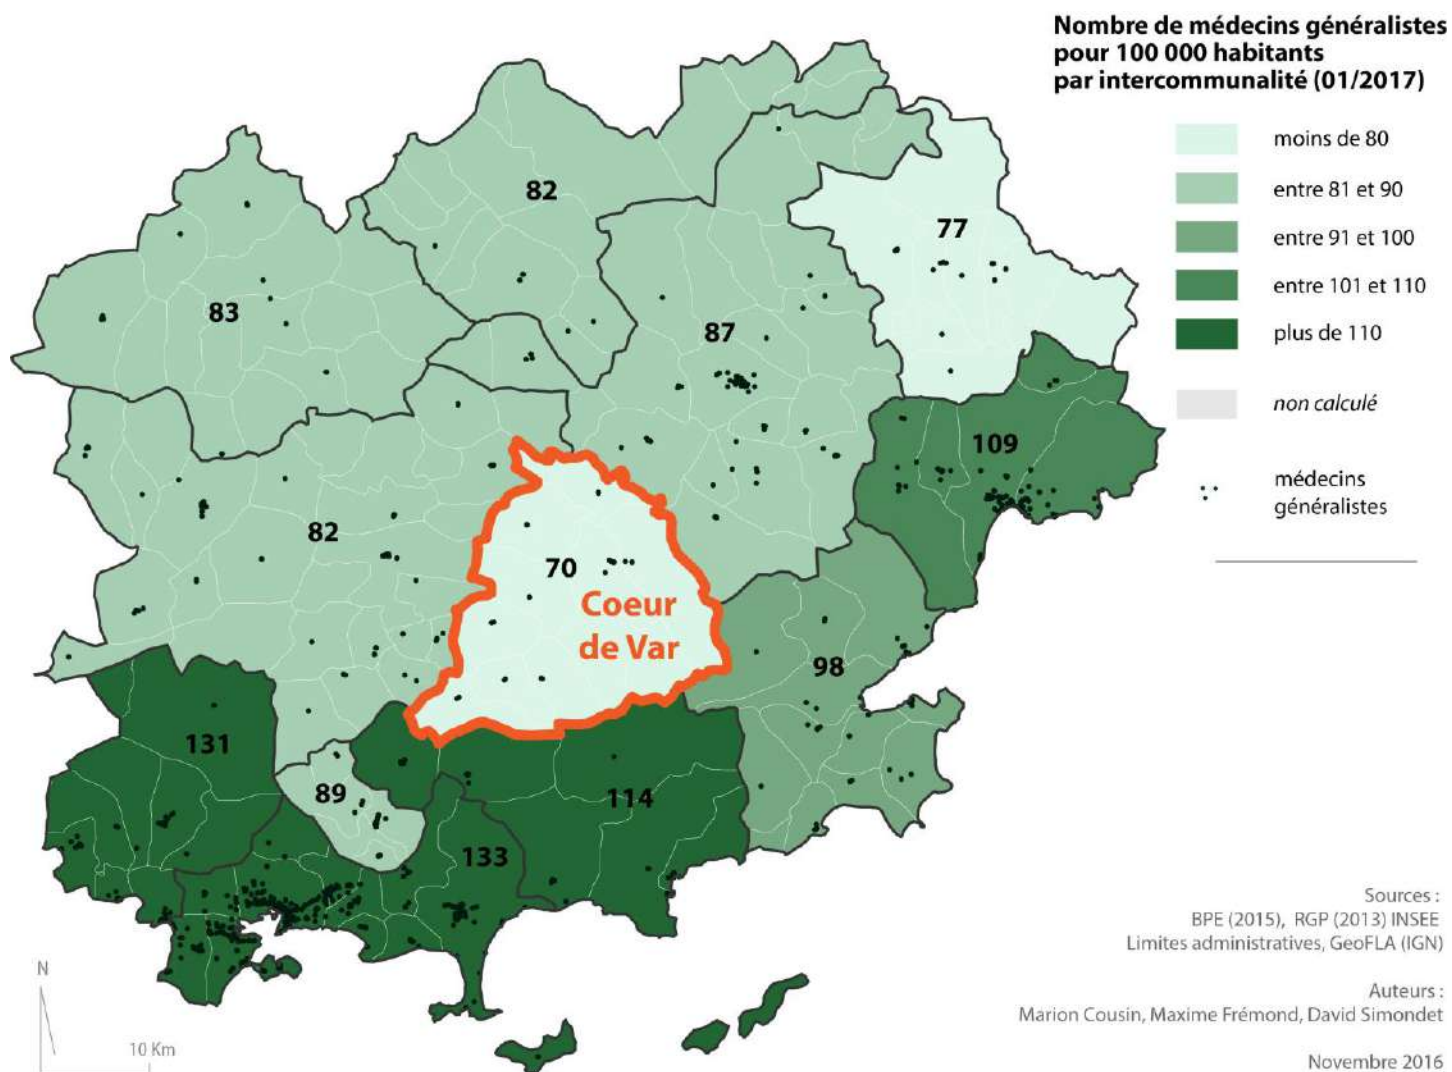 Nombre de médecins généralistes
pour 100 000 habitants
par intercommunalité (01/2017)
moins de 80
entre 81 et 90
entre 91 et 100
entre 101 et 110
plus de 110
non calculé
médecins
généralistes
82
77
83
87
109
82
70
Coeur
de Var
98
131
89
114
133
Sources :
BPE (2015), RGP (2013) INSEE
Limites administratives, GeoFLA (IGN)
Auteurs :
Marion Cousin, Maxime Frémond, David Simondet
Novembre 2016
N
10 Km